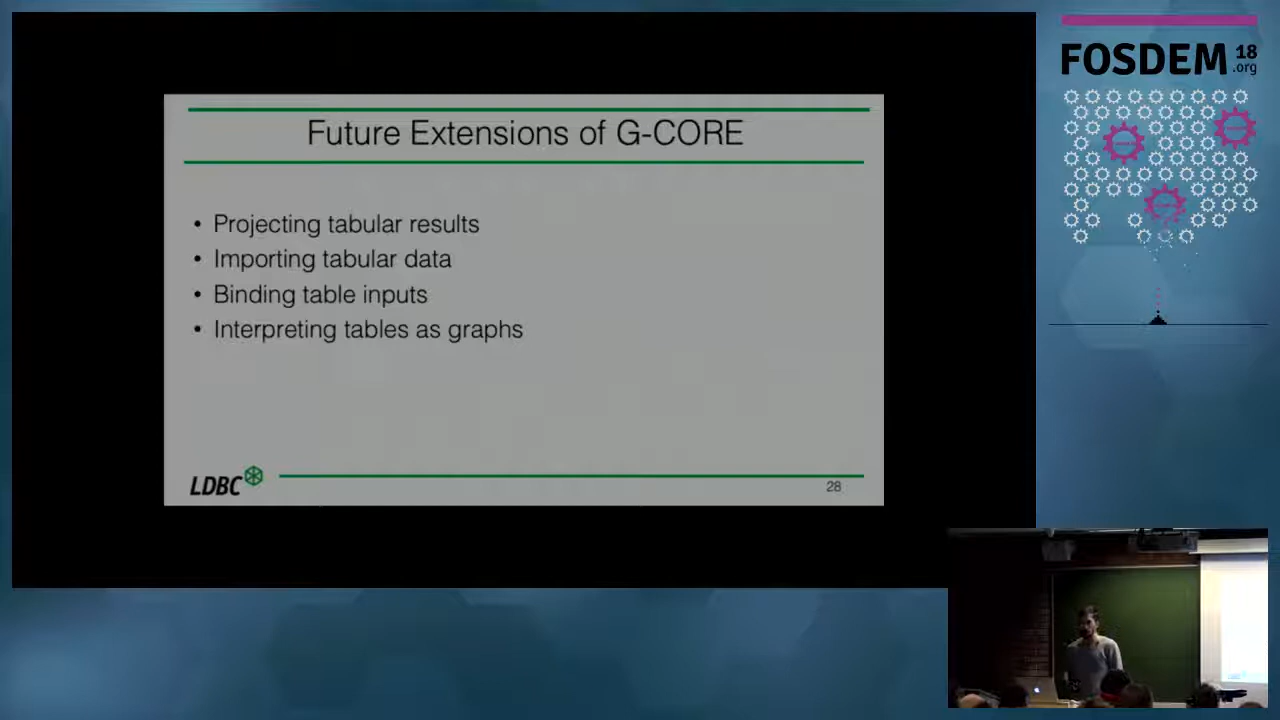 Future Extensions of G-CORE
• Projecting tabular results
• Importing tabular data
• Binding table inputs
• Interpreting tables as graphs
LDBC
28
FOSDEM 18
.org